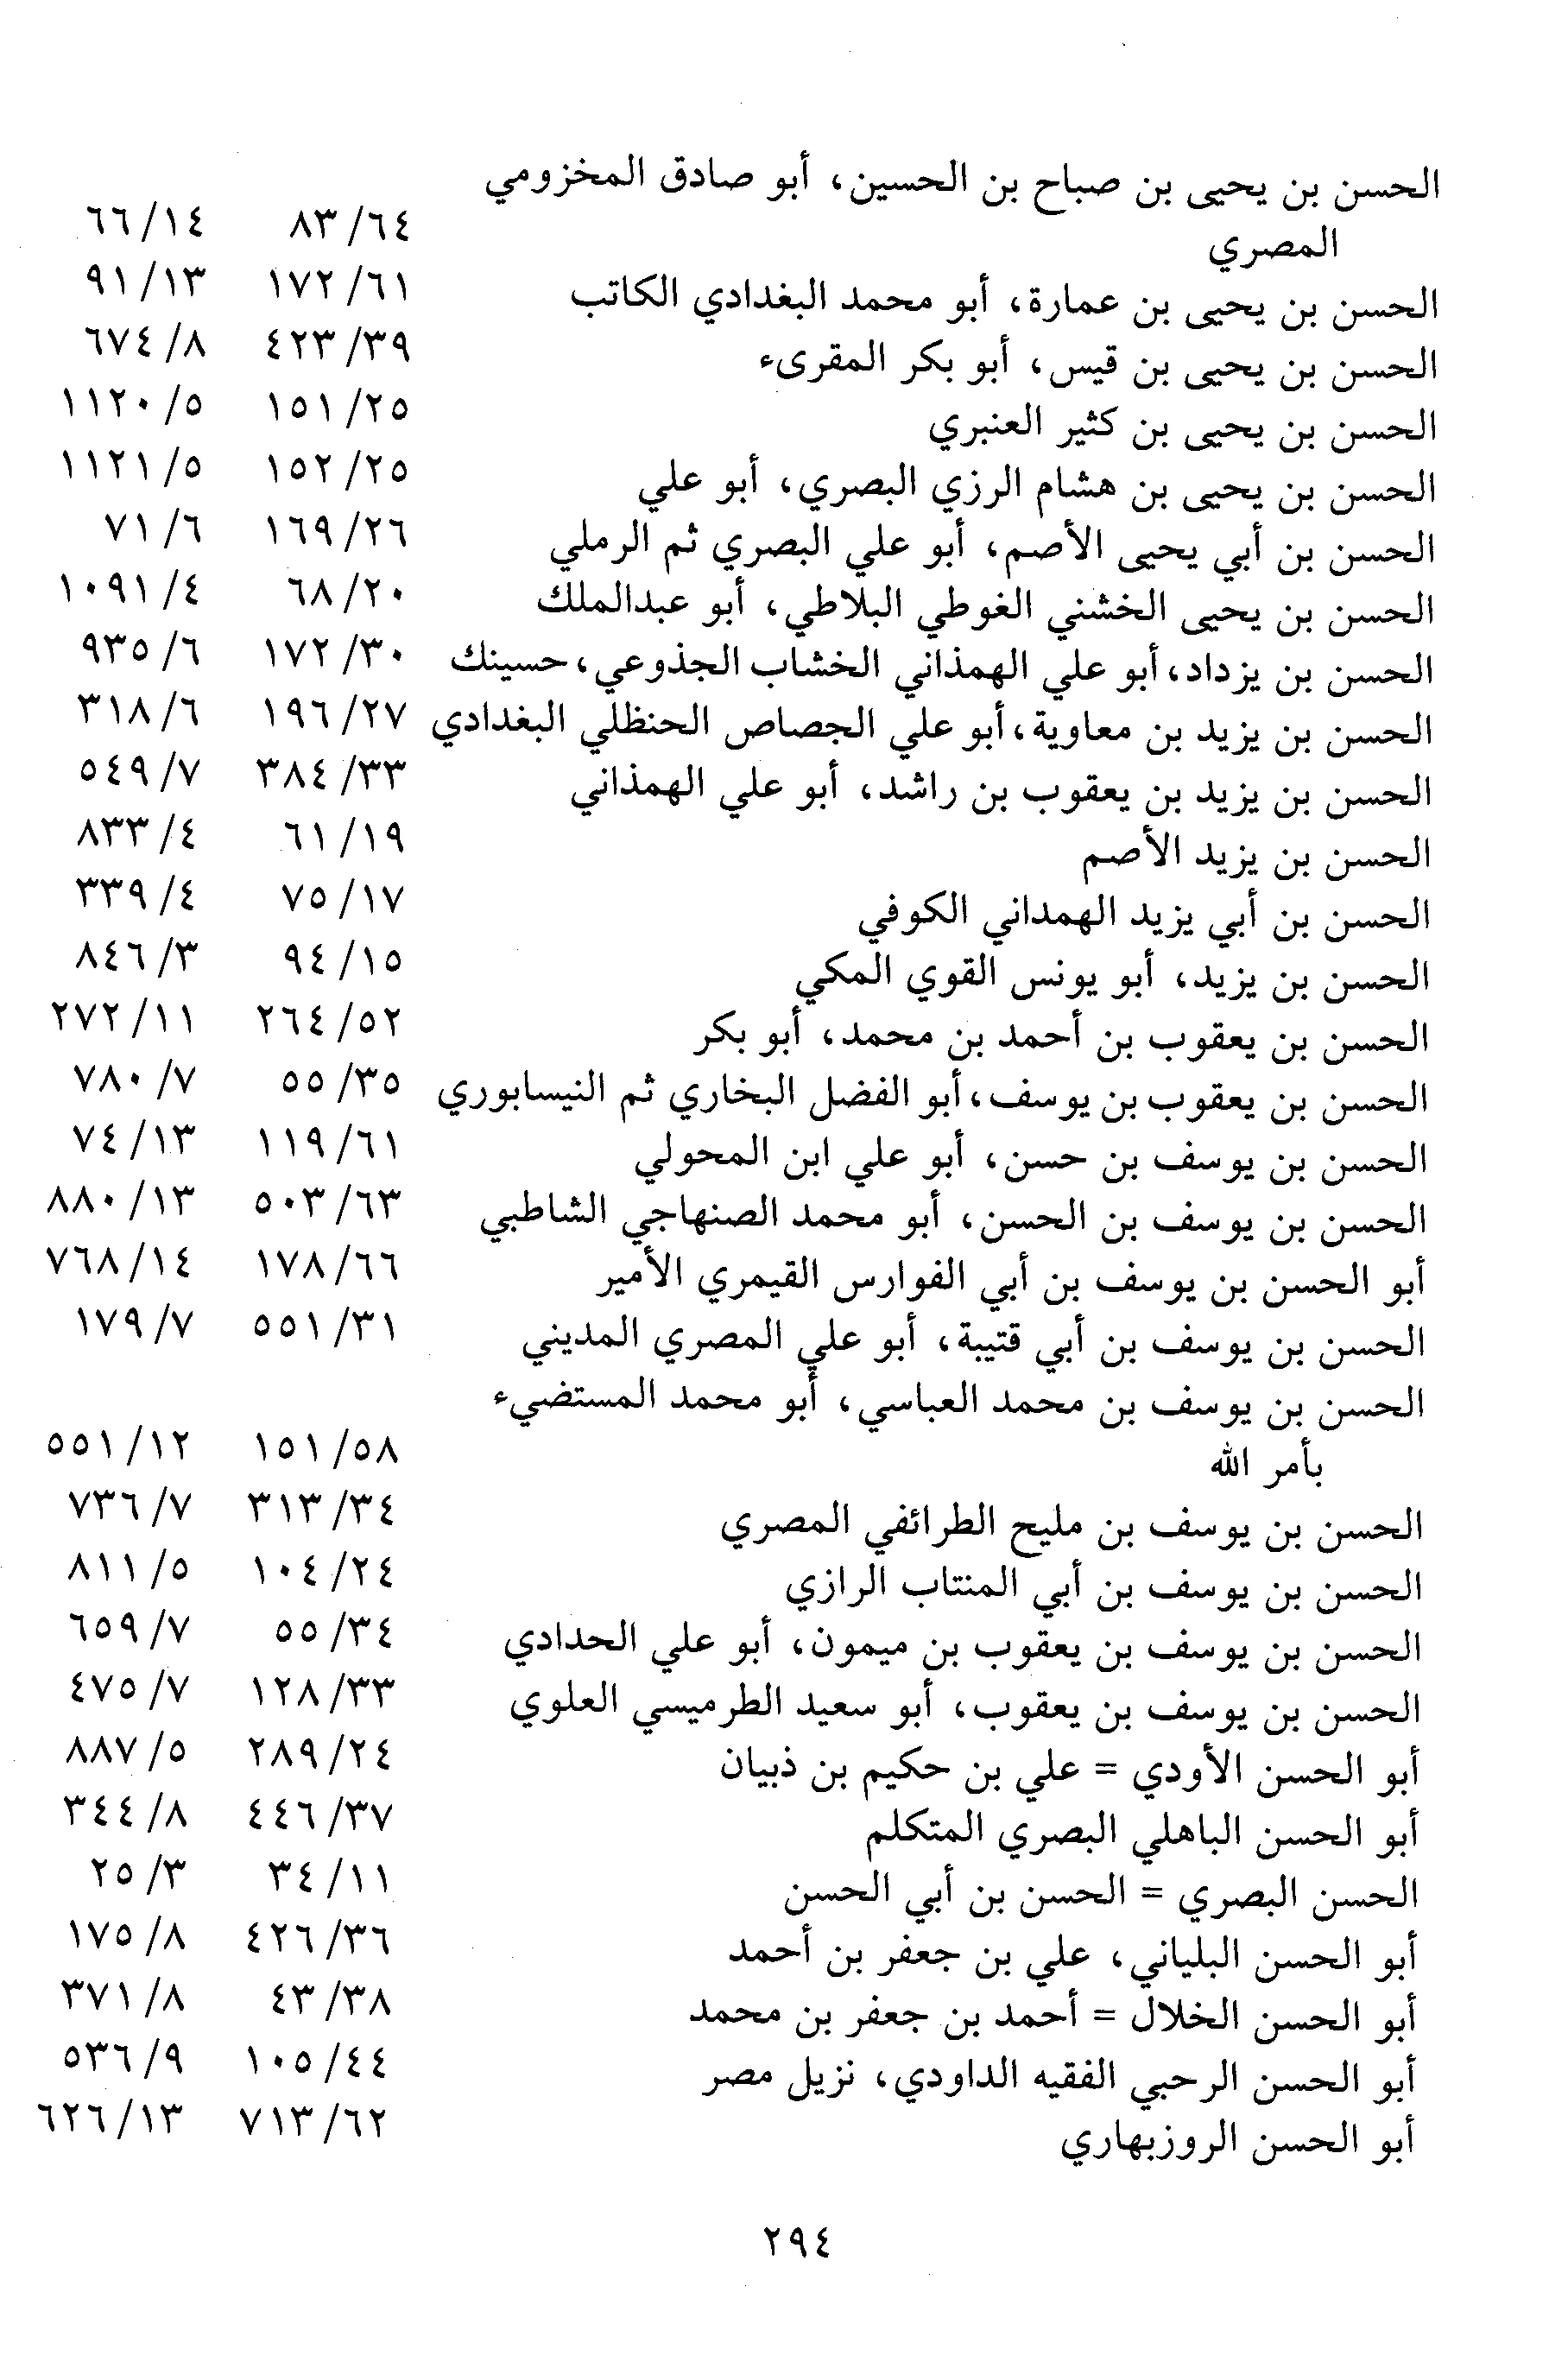 الحسن بن يحيى بن صباح بن الحسين، أبو صادق المخزومي
المصري ٦٤/ ٨٣ ١٤/ ٦٦
الحسن بن يحيى بن عمارة، أبو محمد البغدادي الكاتب ٦١/ ١٧٢ ١٣/ ٩١
الحسن بن يحيى بن قيس، أبو بكر المقرىء ٣٩/ ٤٢٣ ٨/ ٦٧٤
الحسن بن يحيى بن كثير العنبري ٢٥/ ١٥١ ٥/ ١١٢٠
الحسن بن يحيى بن هشام الرزي البصري، أبو علي ٢٥/ ١٥٢ ٥/ ١١٢١
الحسن بن أبي يحيى الأصم، أبو علي البصري ثم الرملي ٢٦/ ١٦٩ ٦/ ٧١
الحسن بن يحيى الخشني الغوطي البلاطي، أبو عبدالملك ٢٠/ ٦٨ ٤/ ١٠٩١
الحسن بن يزداد، أبو علي الهمذاني الخشاب الجذوعي، حسينك ٣٠/ ١٧٢ ٦/ ٩٣٥
الحسن بن يزيد بن معاوية، أبو علي الجصاص الحنظلي البغدادي ٢٧/ ١٩٦ ٦/ ٣١٨
الحسن بن يزيد بن يعقوب بن راشد، أبو علي الهمذاني ٣٣/ ٣٨٤ ٧/ ٥٤٩
الحسن بن يزيد الأصم ١٩/ ٦١ ٤/ ٨٣٣
الحسن بن أبي يزيد الهمداني الكوفي ١٧/ ٧٥ ٤/ ٣٣٩
الحسن بن يزيد، أبو يونس القوي المكي ١٥/ ٩٤ ٣/ ٨٤٦
الحسن بن يعقوب بن أحمد بن محمد، أبو بكر ٥٢/ ٢٦٤ ١١/ ٢٧٢
الحسن بن يعقوب بن يوسف، أبو الفضل البخاري ثم النيسابوري ٣٥/ ٥٥ ٧/ ٧٨٠
الحسن بن يوسف بن حسن، أبو علي ابن المحولي ٦١/ ١١٩ ١٣/ ٧٤
الحسن بن يوسف بن الحسن، أبو محمد الصنهاجي الشاطبي ٦٣/ ٥٠٣ ١٣/ ٨٨٠
أبو الحسن بن يوسف بن أبي الفوارس القيمري الأمير ٦٦/ ١٧٨ ١٤/ ٧٦٨
الحسن بن يوسف بن أبي قتيبة، أبو علي المصري المديني ٣١/ ٥٥١ ٧/ ١٧٩
الحسن بن يوسف بن محمد العباسي، أبو محمد المستضيء
بأمر الله ٥٨/ ١٥١ ١٢/ ٥٥١
الحسن بن يوسف بن مليح الطرائفي المصري ٣٤/ ٣١٣ ٧/ ٧٣٦
الحسن بن يوسف بن أبي المنتاب الرازي ٢٤/ ١٠٤ ٥/ ٨١١
الحسن بن يوسف بن يعقوب بن ميمون، أبو علي الحدادي ٣٤/ ٥٥ ٧/ ٦٥٩
الحسن بن يوسف بن يعقوب، أبو سعيد الطرميسي العلوي ٣٣/ ١٢٨ ٧/ ٤٧٥
أبو الحسن الأودي = علي بن حكيم بن ذبيان ٢٤/ ٢٨٩ ٥/ ٨٨٧
أبو الحسن الباهلي البصري المتكلم ٣٧/ ٤٤٦ ٨/ ٣٤٤
الحسن البصري = الحسن بن أبي الحسن ١١/ ٣٤ ٣/ ٢٥
أبو الحسن البلياني، علي بن جعفر بن أحمد ٣٦/ ٤٢٦ ٨/ ١٧٥
أبو الحسن الخلال = أحمد بن جعفر بن محمد ٣٨/ ٤٣ ٨/ ٣٧١
أبو الحسن الرحبي الفقيه الداودي، نزيل مصر ٤٤/ ١٠٥ ٩/ ٥٣٦
أبو الحسن الروزبهاري ٦٢/ ٧١٣ ١٣/ ٦٢٦
٢٩٤